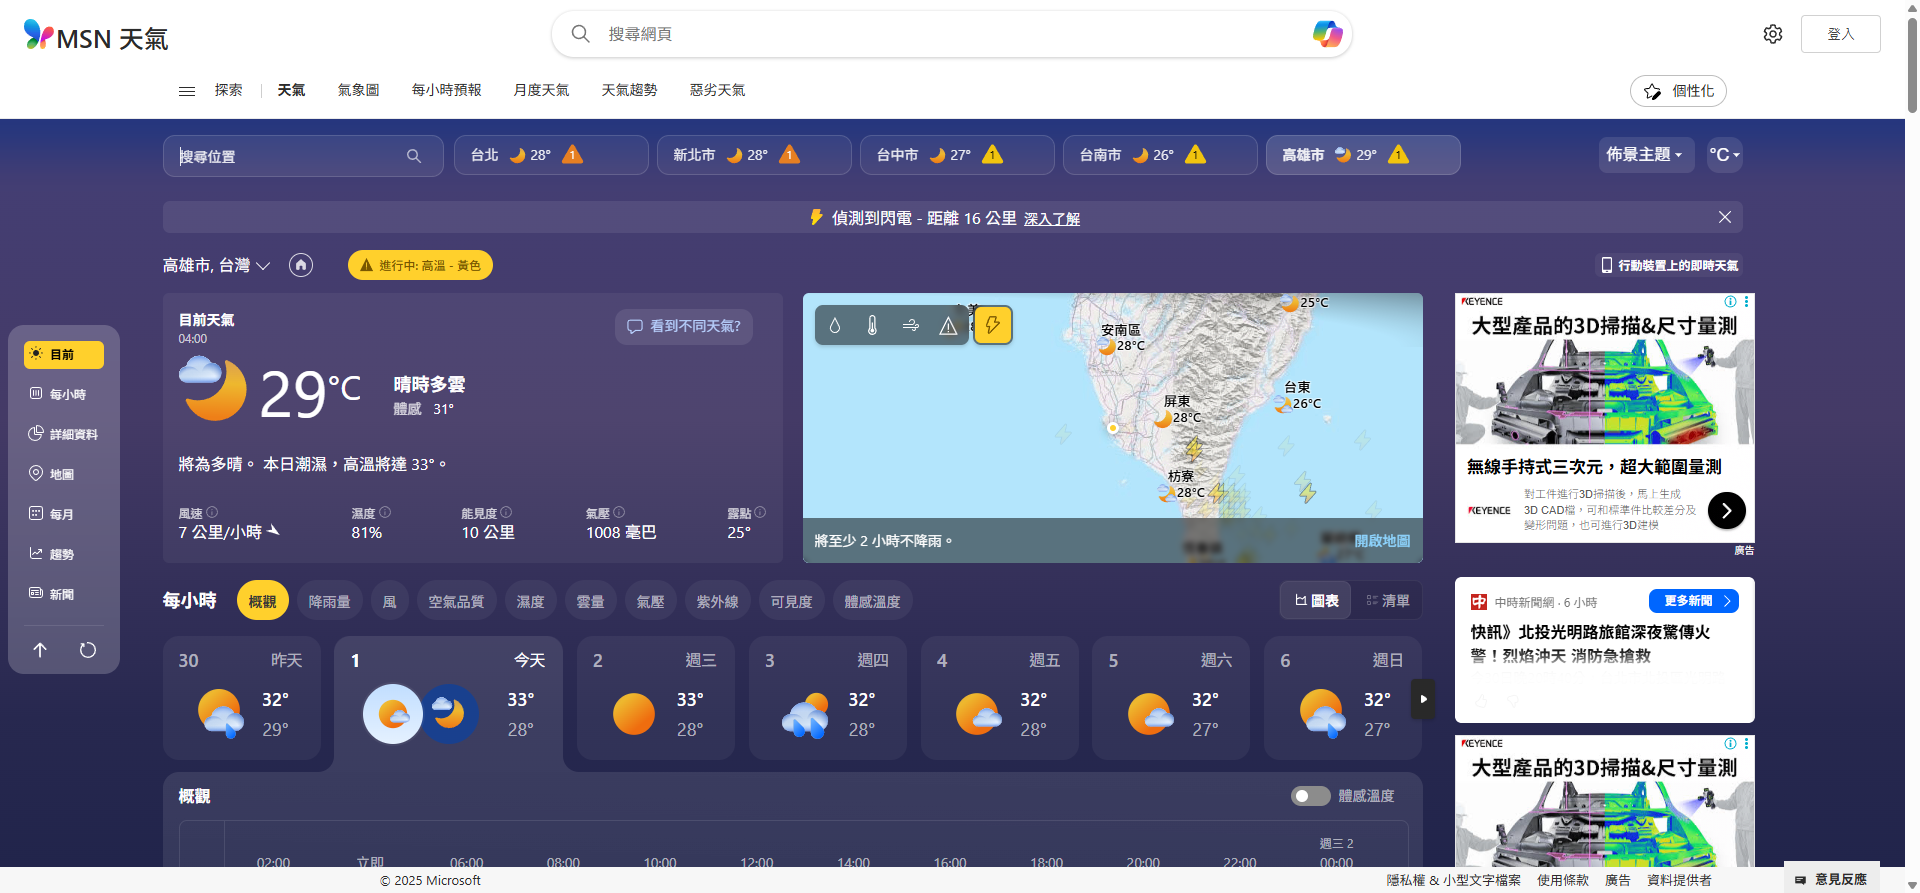 MSN 天氣
搜尋網頁
登入
探索
天氣
氣象圖
每小時預報
月度天氣
天氣趨勢
惡劣天氣
個性化
搜尋位置
台北 28° 1
新北市 28° 1
台中市 27° 1
台南市 26° 1
高雄市 29° 1
佈景主題
°C
偵測到閃電 - 距離 16 公里 深入了解
高雄市, 台灣
進行中: 高溫 - 黃色
行動裝置上的即時天氣
目前
每小時
詳細資料
地圖
每月
趨勢
新聞
目前天氣
04:00
看到不同天氣?
29°C
晴時多雲
體感 31°
將為多晴。 本日潮濕，高溫將達 33°。
風速
7 公里/小時
濕度
81%
能見度
10 公里
氣壓
1008 毫巴
露點
25°
25°C
安南區
28°C
台東
26°C
屏東
28°C
枋寮
28°C
將至少 2 小時不降雨。
開啟地圖
KEYENCE
大型產品的3D掃描&尺寸量測
無線手持式三次元，超大範圍量測
KEYENCE
對工件進行3D掃描後，馬上生成
3D CAD檔，可和標準件比較差分及
變形問題，也可進行3D建模
廣告
每小時
概觀
降雨量
風
空氣品質
濕度
雲量
氣壓
紫外線
可見度
體感溫度
圖表
清單
30 昨天
32°
29°
1 今天
33°
28°
2 週三
33°
28°
3 週四
32°
28°
4 週五
32°
28°
5 週六
32°
27°
6 週日
32°
27°
中時新聞網 · 6 小時
更多新聞
快訊》北投光明路旅館深夜驚傳火
警！烈焰沖天 消防急搶救
KEYENCE
大型產品的3D掃描&尺寸量測
概觀
體感溫度
週三 2
02:00 立即 06:00 08:00 10:00 12:00 14:00 16:00 18:00 20:00 22:00 00:00
© 2025 Microsoft
隱私權 & 小型文字檔案
使用條款
廣告
資料提供者
意見反應